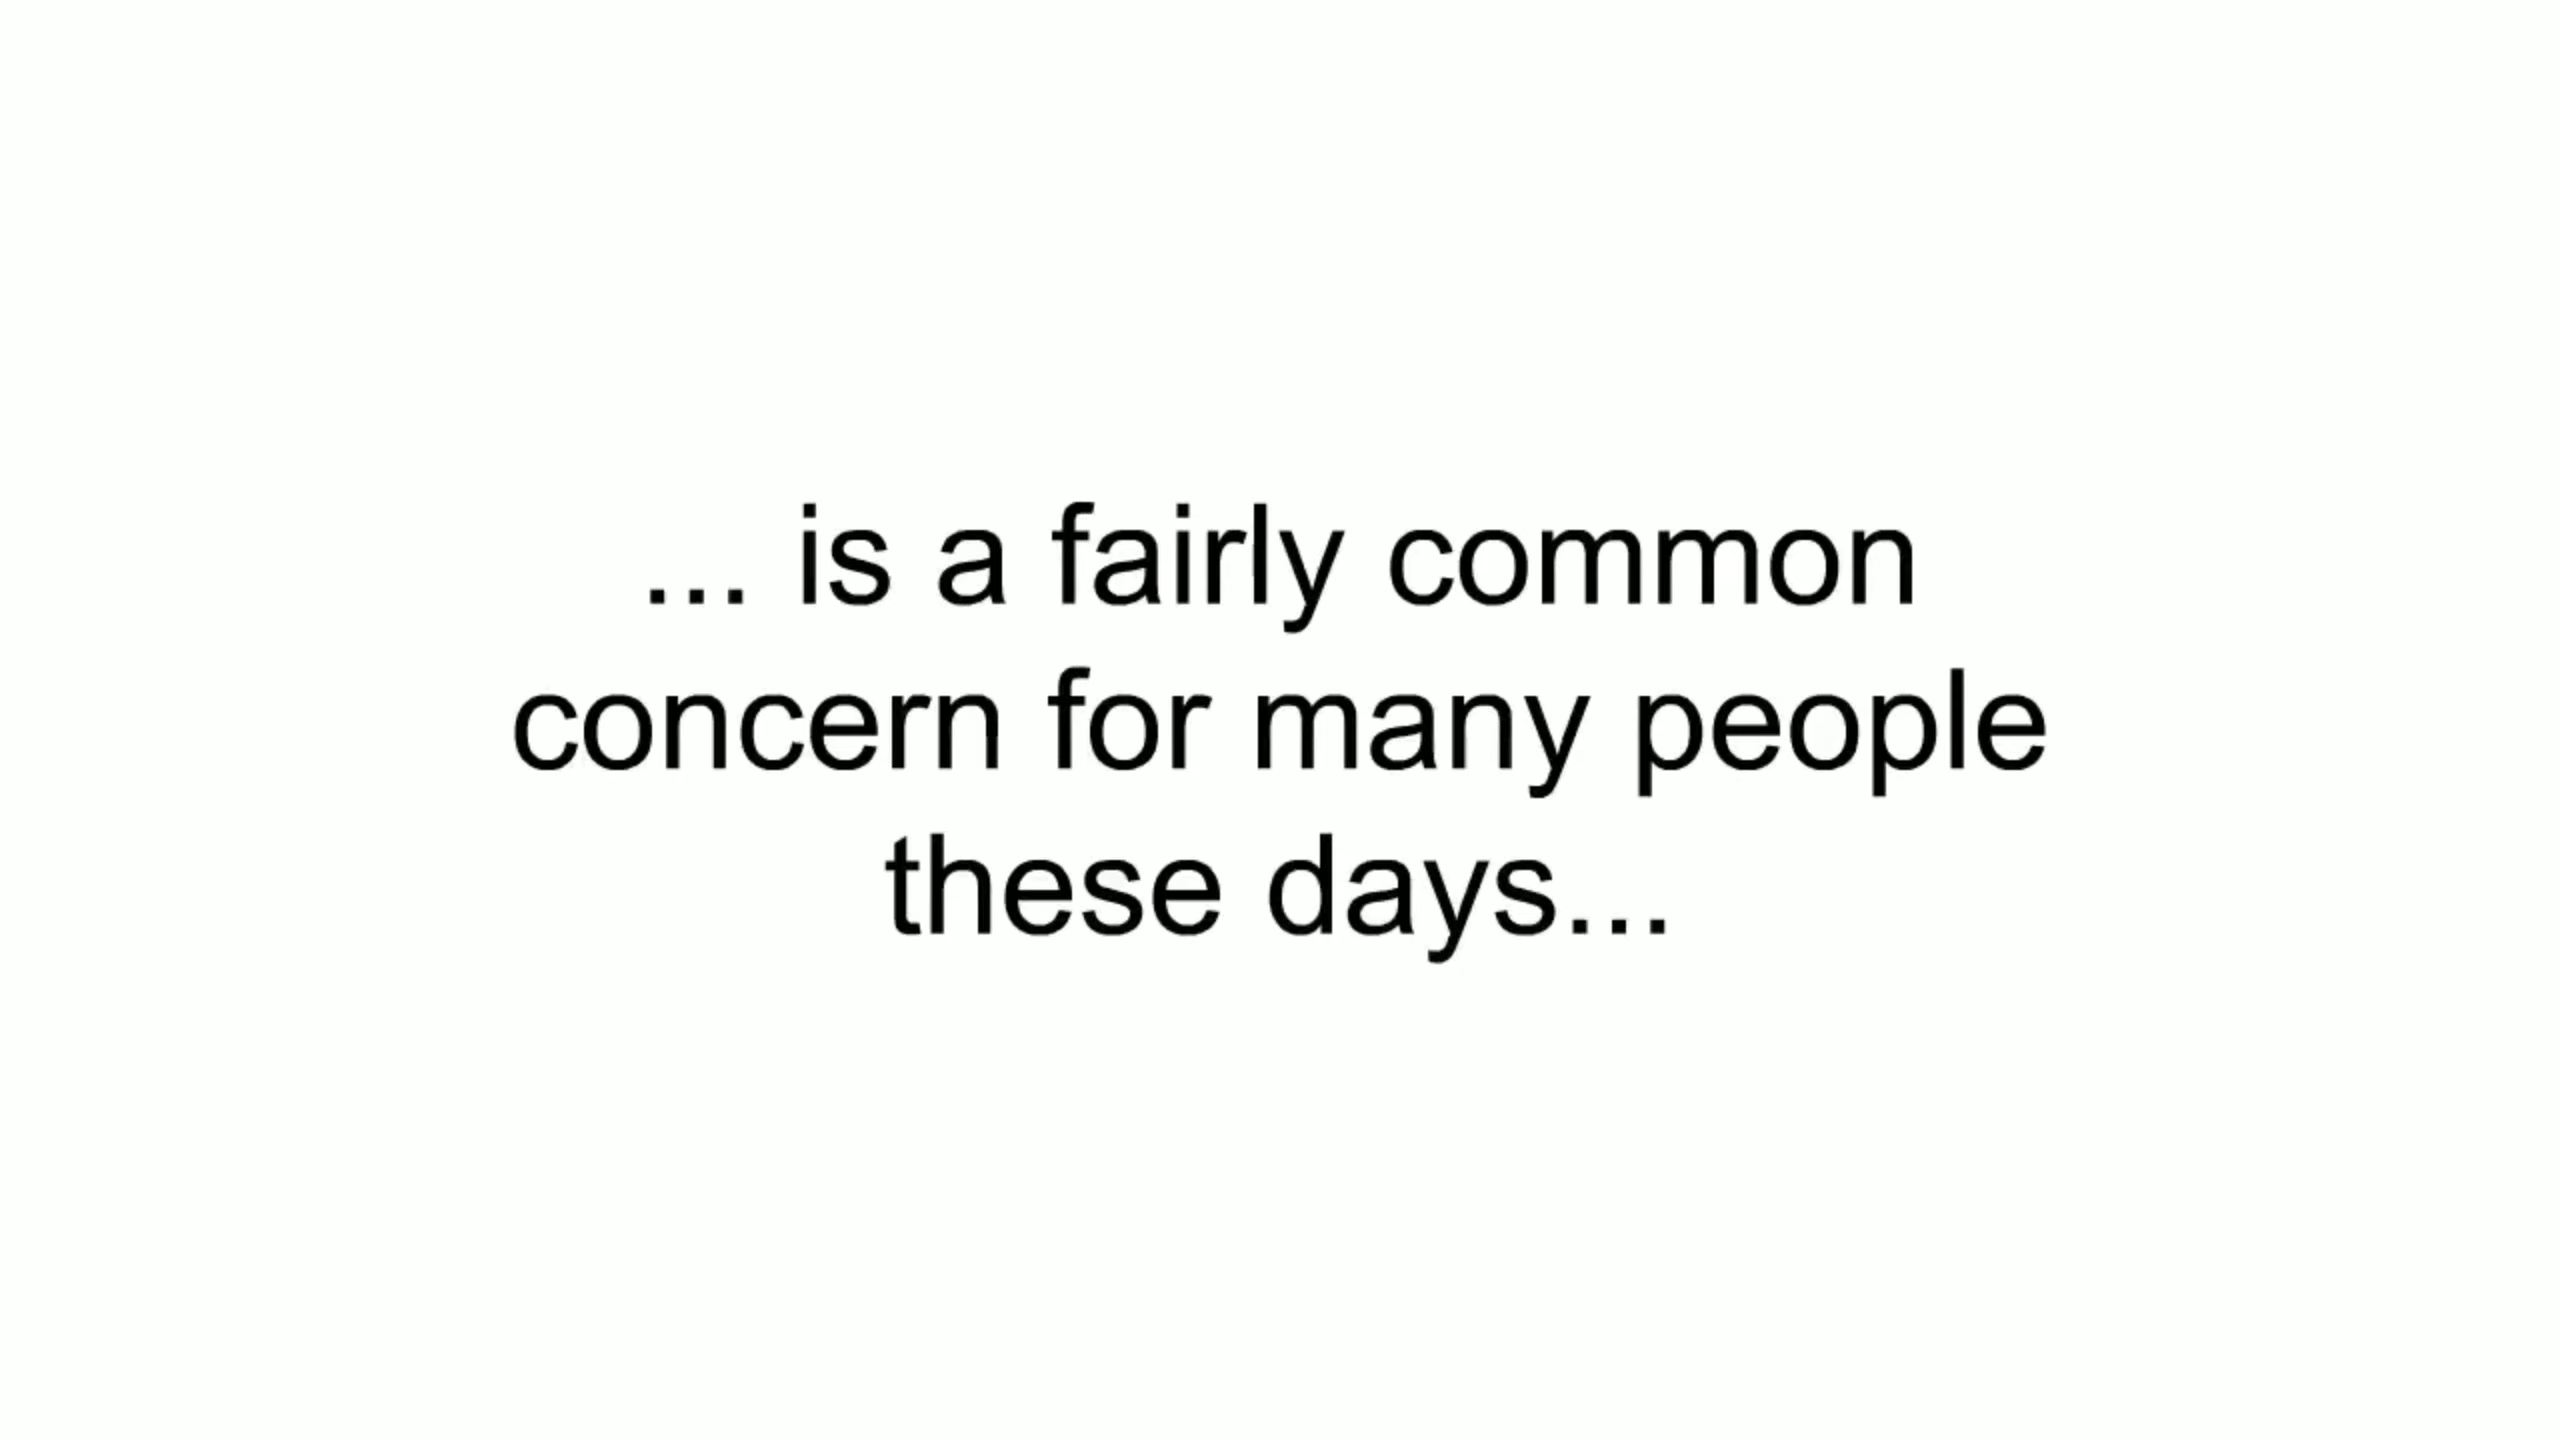 ... is a fairly common
concern for many people
these days...